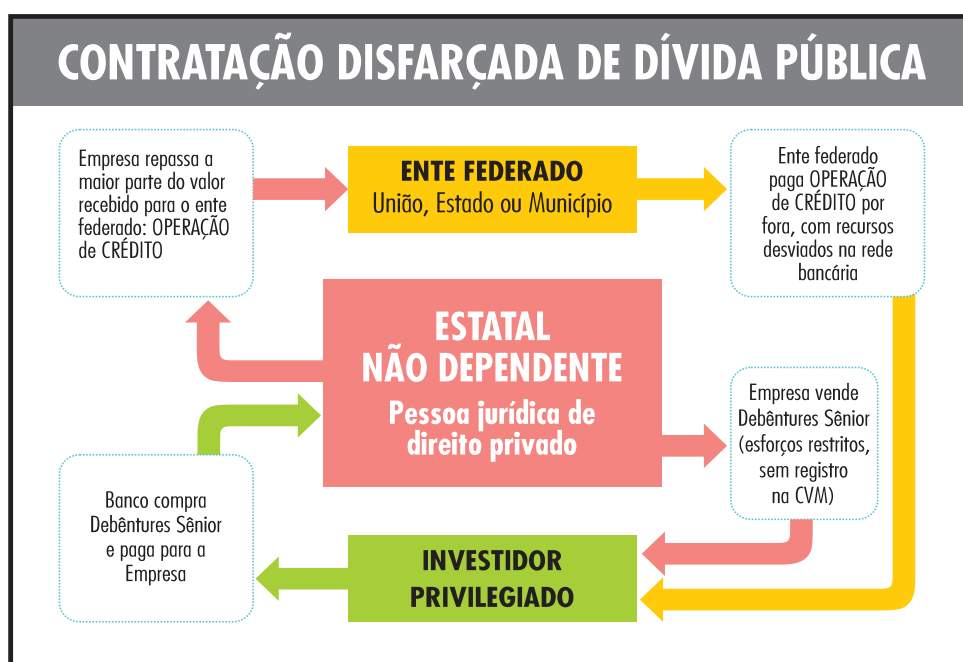 CONTRATAÇÃO DISFARÇADA DE DÍVIDA PÚBLICA
Empresa repassa a
maior parte do valor
recebido para o ente
federado: OPERAÇÃO
de CRÉDITO
ENTE FEDERADO
União, Estado ou Município
Ente federado
paga OPERAÇÃO
de CRÉDITO por
fora, com recursos
desviados na rede
bancária
ESTATAL
NÃO DEPENDENTE
Pessoa jurídica de
direito privado
Empresa vende
Debêntures Sênior
(esforços restritos,
sem registro
na CVM)
Banco compra
Debêntures Sênior
e paga para a
Empresa
INVESTIDOR
PRIVILEGIADO